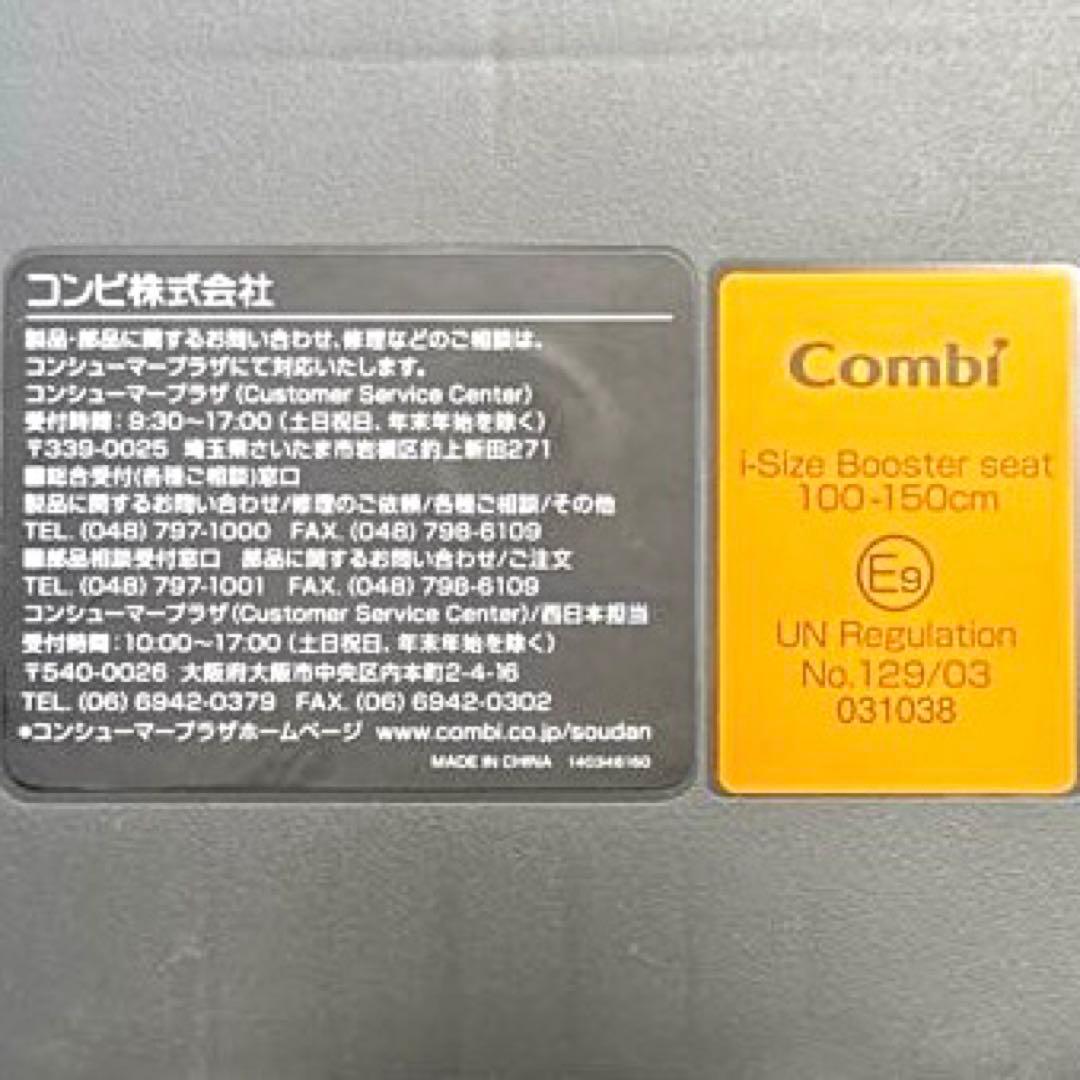 コンビ株式会社
製品・部品に関するお問い合わせ、修理などのご相談は、
コンシューマープラザにて対応いたします。
コンシューマープラザ (Customer Service Center)
受付時間：9:30～17:00 (土日祝日、年末年始を除く)
〒339-0025 埼玉県さいたま市岩槻区釣上新田271
■総合受付(各種ご相談)窓口
製品に関するお問い合わせ/修理のご依頼/各種ご相談/その他
TEL. (048) 797-1000 FAX. (048) 798-6109
■部品相談受付窓口 部品に関するお問い合わせ/ご注文
TEL. (048) 797-1001 FAX. (048) 798-6109
コンシューマープラザ(Customer Service Center)/西日本担当
受付時間：10:00～17:00 (土日祝日、年末年始を除く)
〒540-0026 大阪府大阪市中央区内本町2-4-16
TEL. (06) 6942-0379 FAX. (06) 6942-0302
●コンシューマープラザホームページ www.combi.co.jp/soudan
MADE IN CHINA 140346160
Combi
i-Size Booster seat
100-150cm
E9
UN Regulation
No.129/03
031038